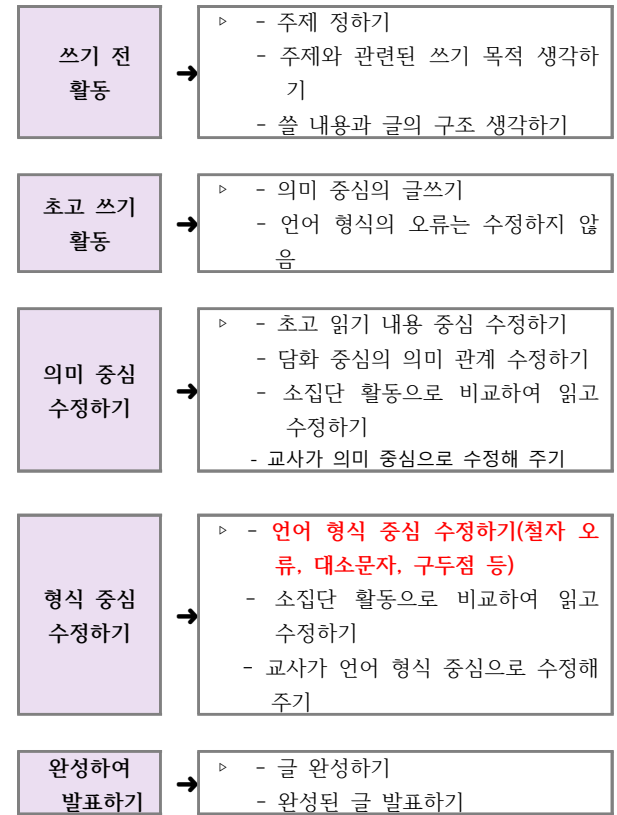 쓰기 전
활동
➜
▷ - 주제 정하기
- 주제와 관련된 쓰기 목적 생각하
기
- 쓸 내용과 글의 구조 생각하기
초고 쓰기
활동
➜
▷ - 의미 중심의 글쓰기
- 언어 형식의 오류는 수정하지 않
음
의미 중심
수정하기
➜
▷ - 초고 읽기 내용 중심 수정하기
- 담화 중심의 의미 관계 수정하기
- 소집단 활동으로 비교하여 읽고
수정하기
- 교사가 의미 중심으로 수정해 주기
형식 중심
수정하기
➜
▷ - 언어 형식 중심 수정하기(철자 오
류, 대소문자, 구두점 등)
- 소집단 활동으로 비교하여 읽고
수정하기
- 교사가 언어 형식 중심으로 수정해
주기
완성하여
발표하기
➜
▷ - 글 완성하기
- 완성된 글 발표하기